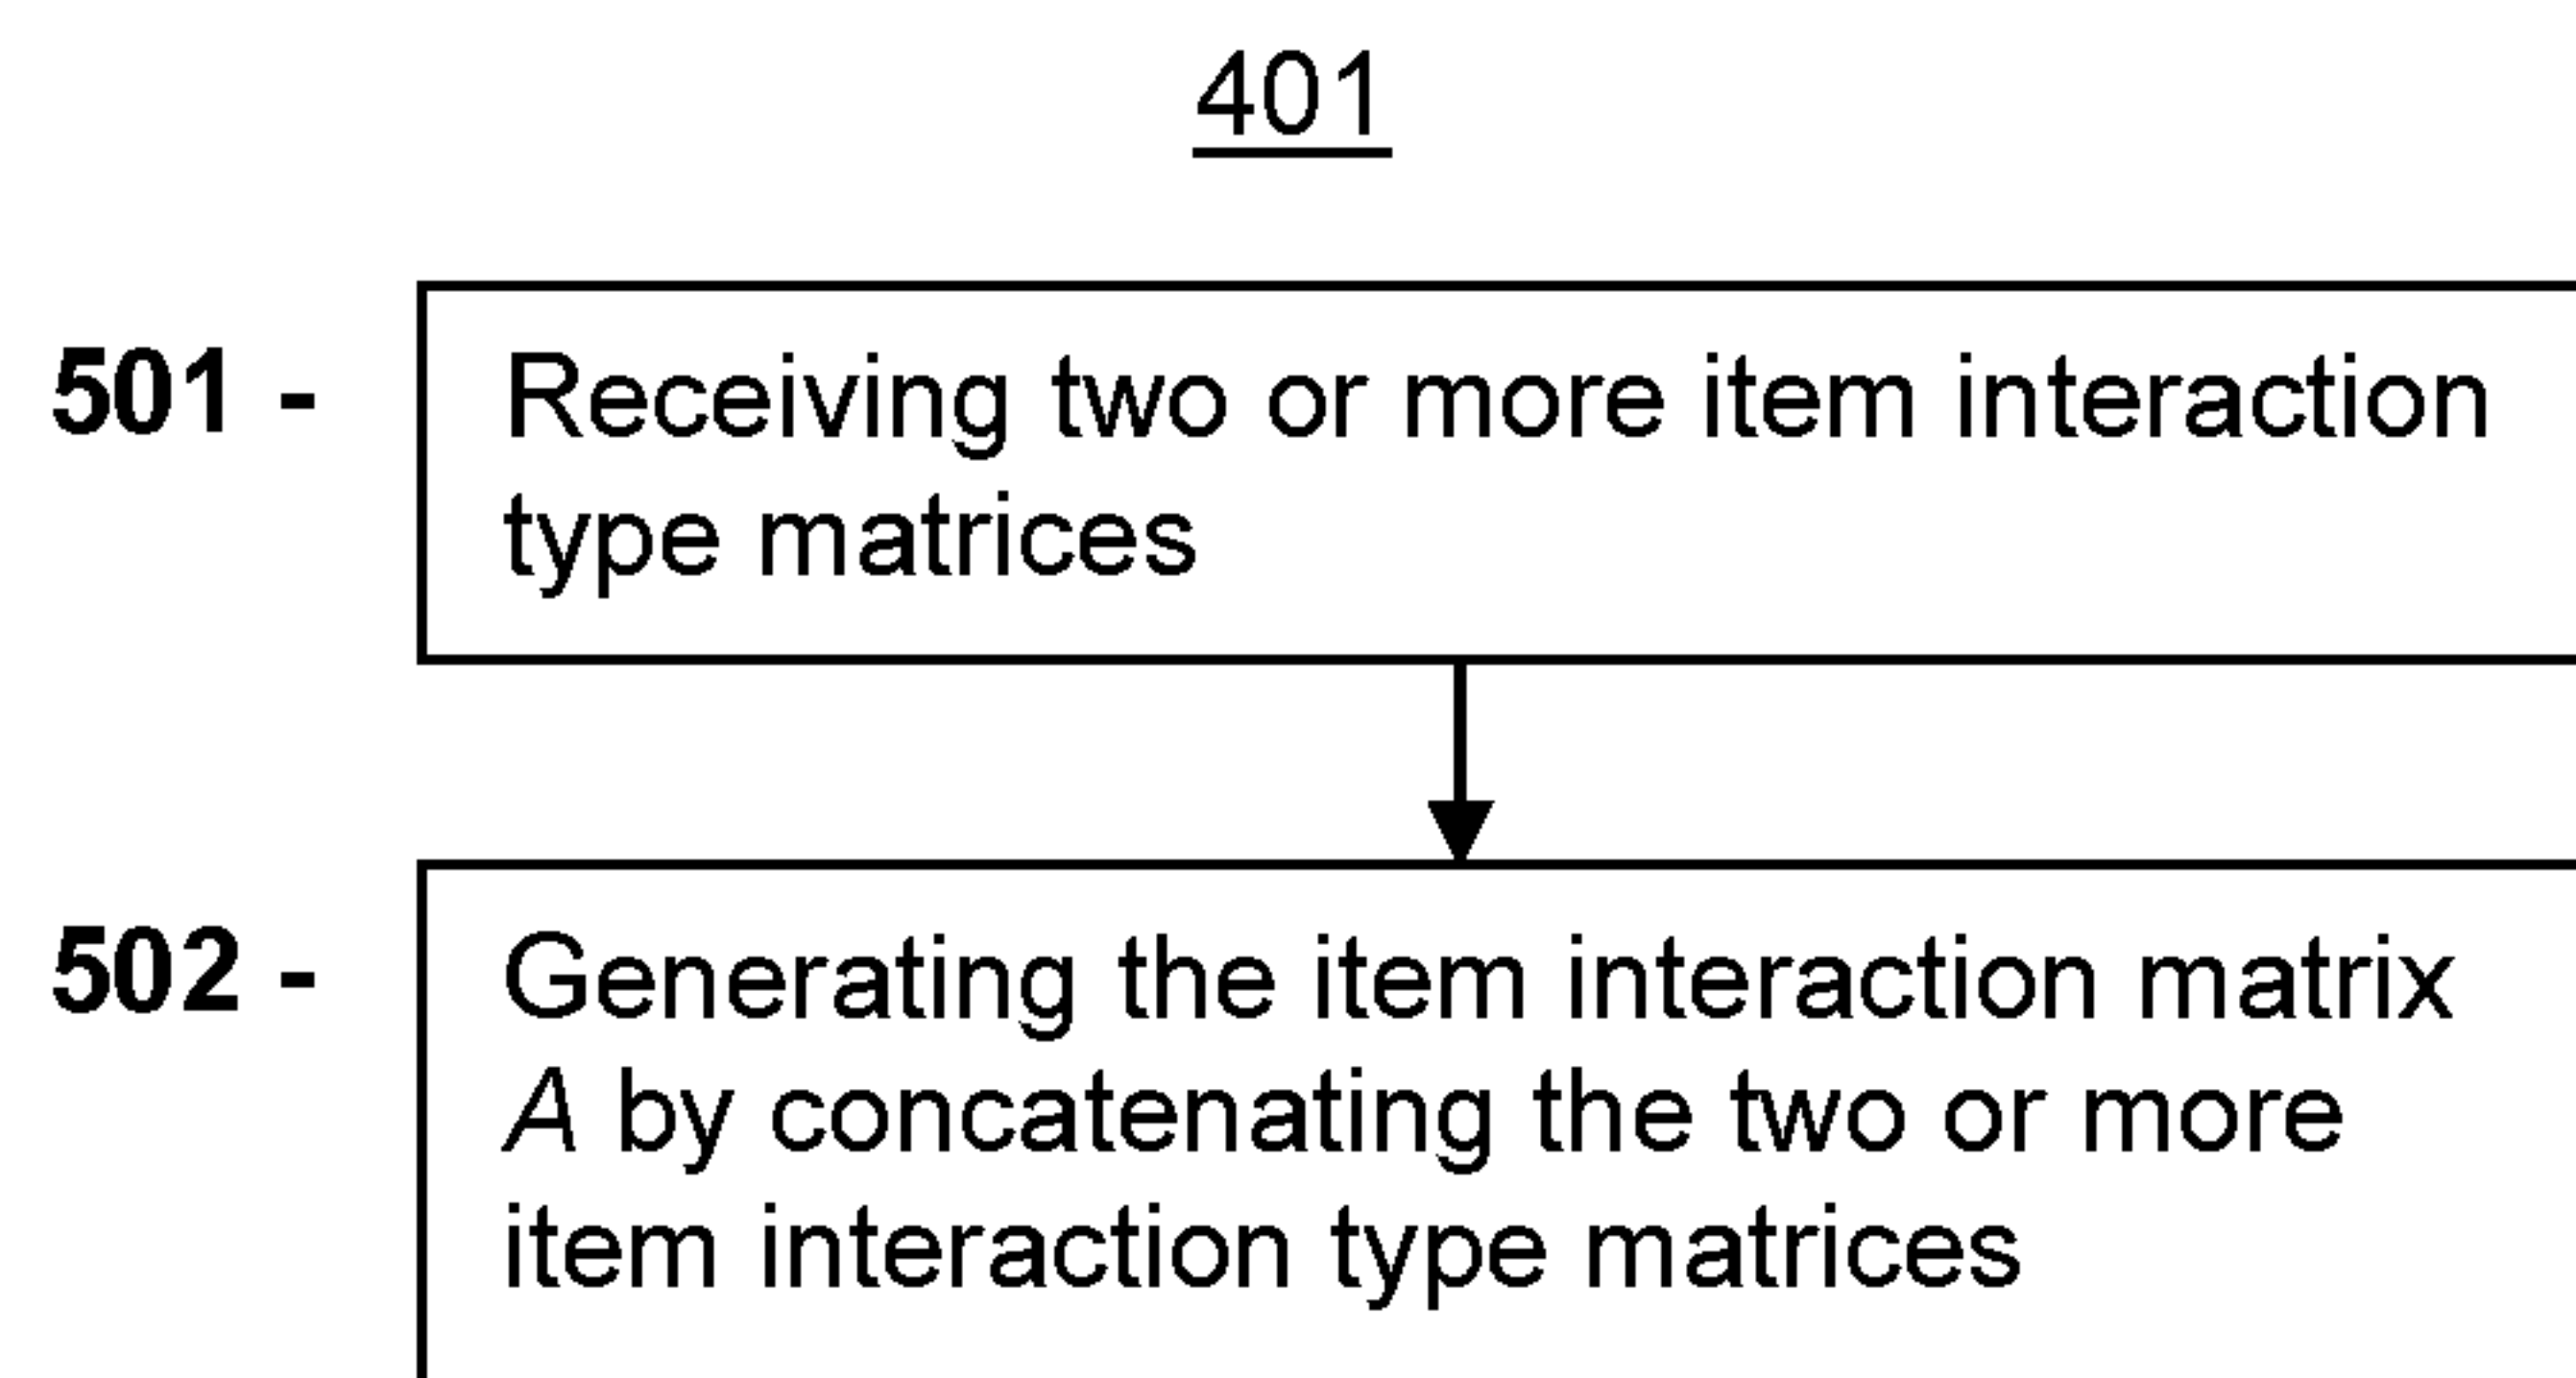 401
501 - Receiving two or more item interaction
type matrices
502 - Generating the item interaction matrix
A by concatenating the two or more
item interaction type matrices